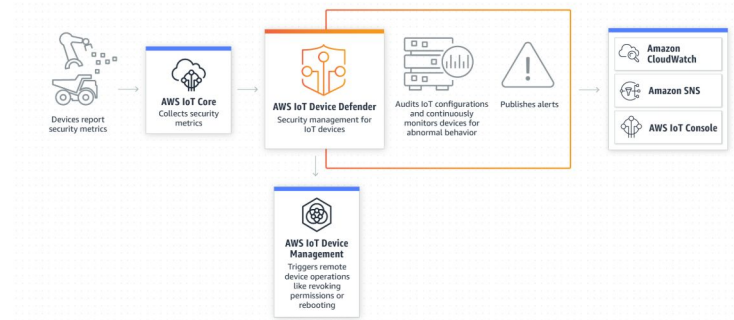 Devices report
security metrics
AWS IoT Core
Collects security
metrics
AWS IoT Device Defender
Security management for
IoT devices
Audits IoT configurations
and continuously
monitors devices for
abnormal behavior
Publishes alerts
Amazon
CloudWatch
Amazon SNS
AWS IoT Console
AWS IoT Device
Management
Triggers remote
device operations
like revoking
permissions or
rebooting